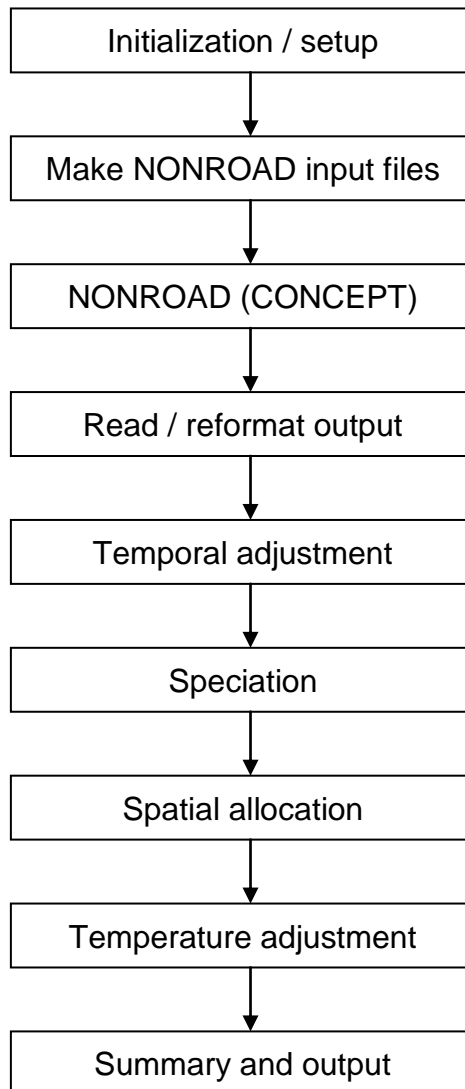 Initialization / setup
Make NONROAD input files
NONROAD (CONCEPT)
Read / reformat output
Temporal adjustment
Speciation
Spatial allocation
Temperature adjustment
Summary and output